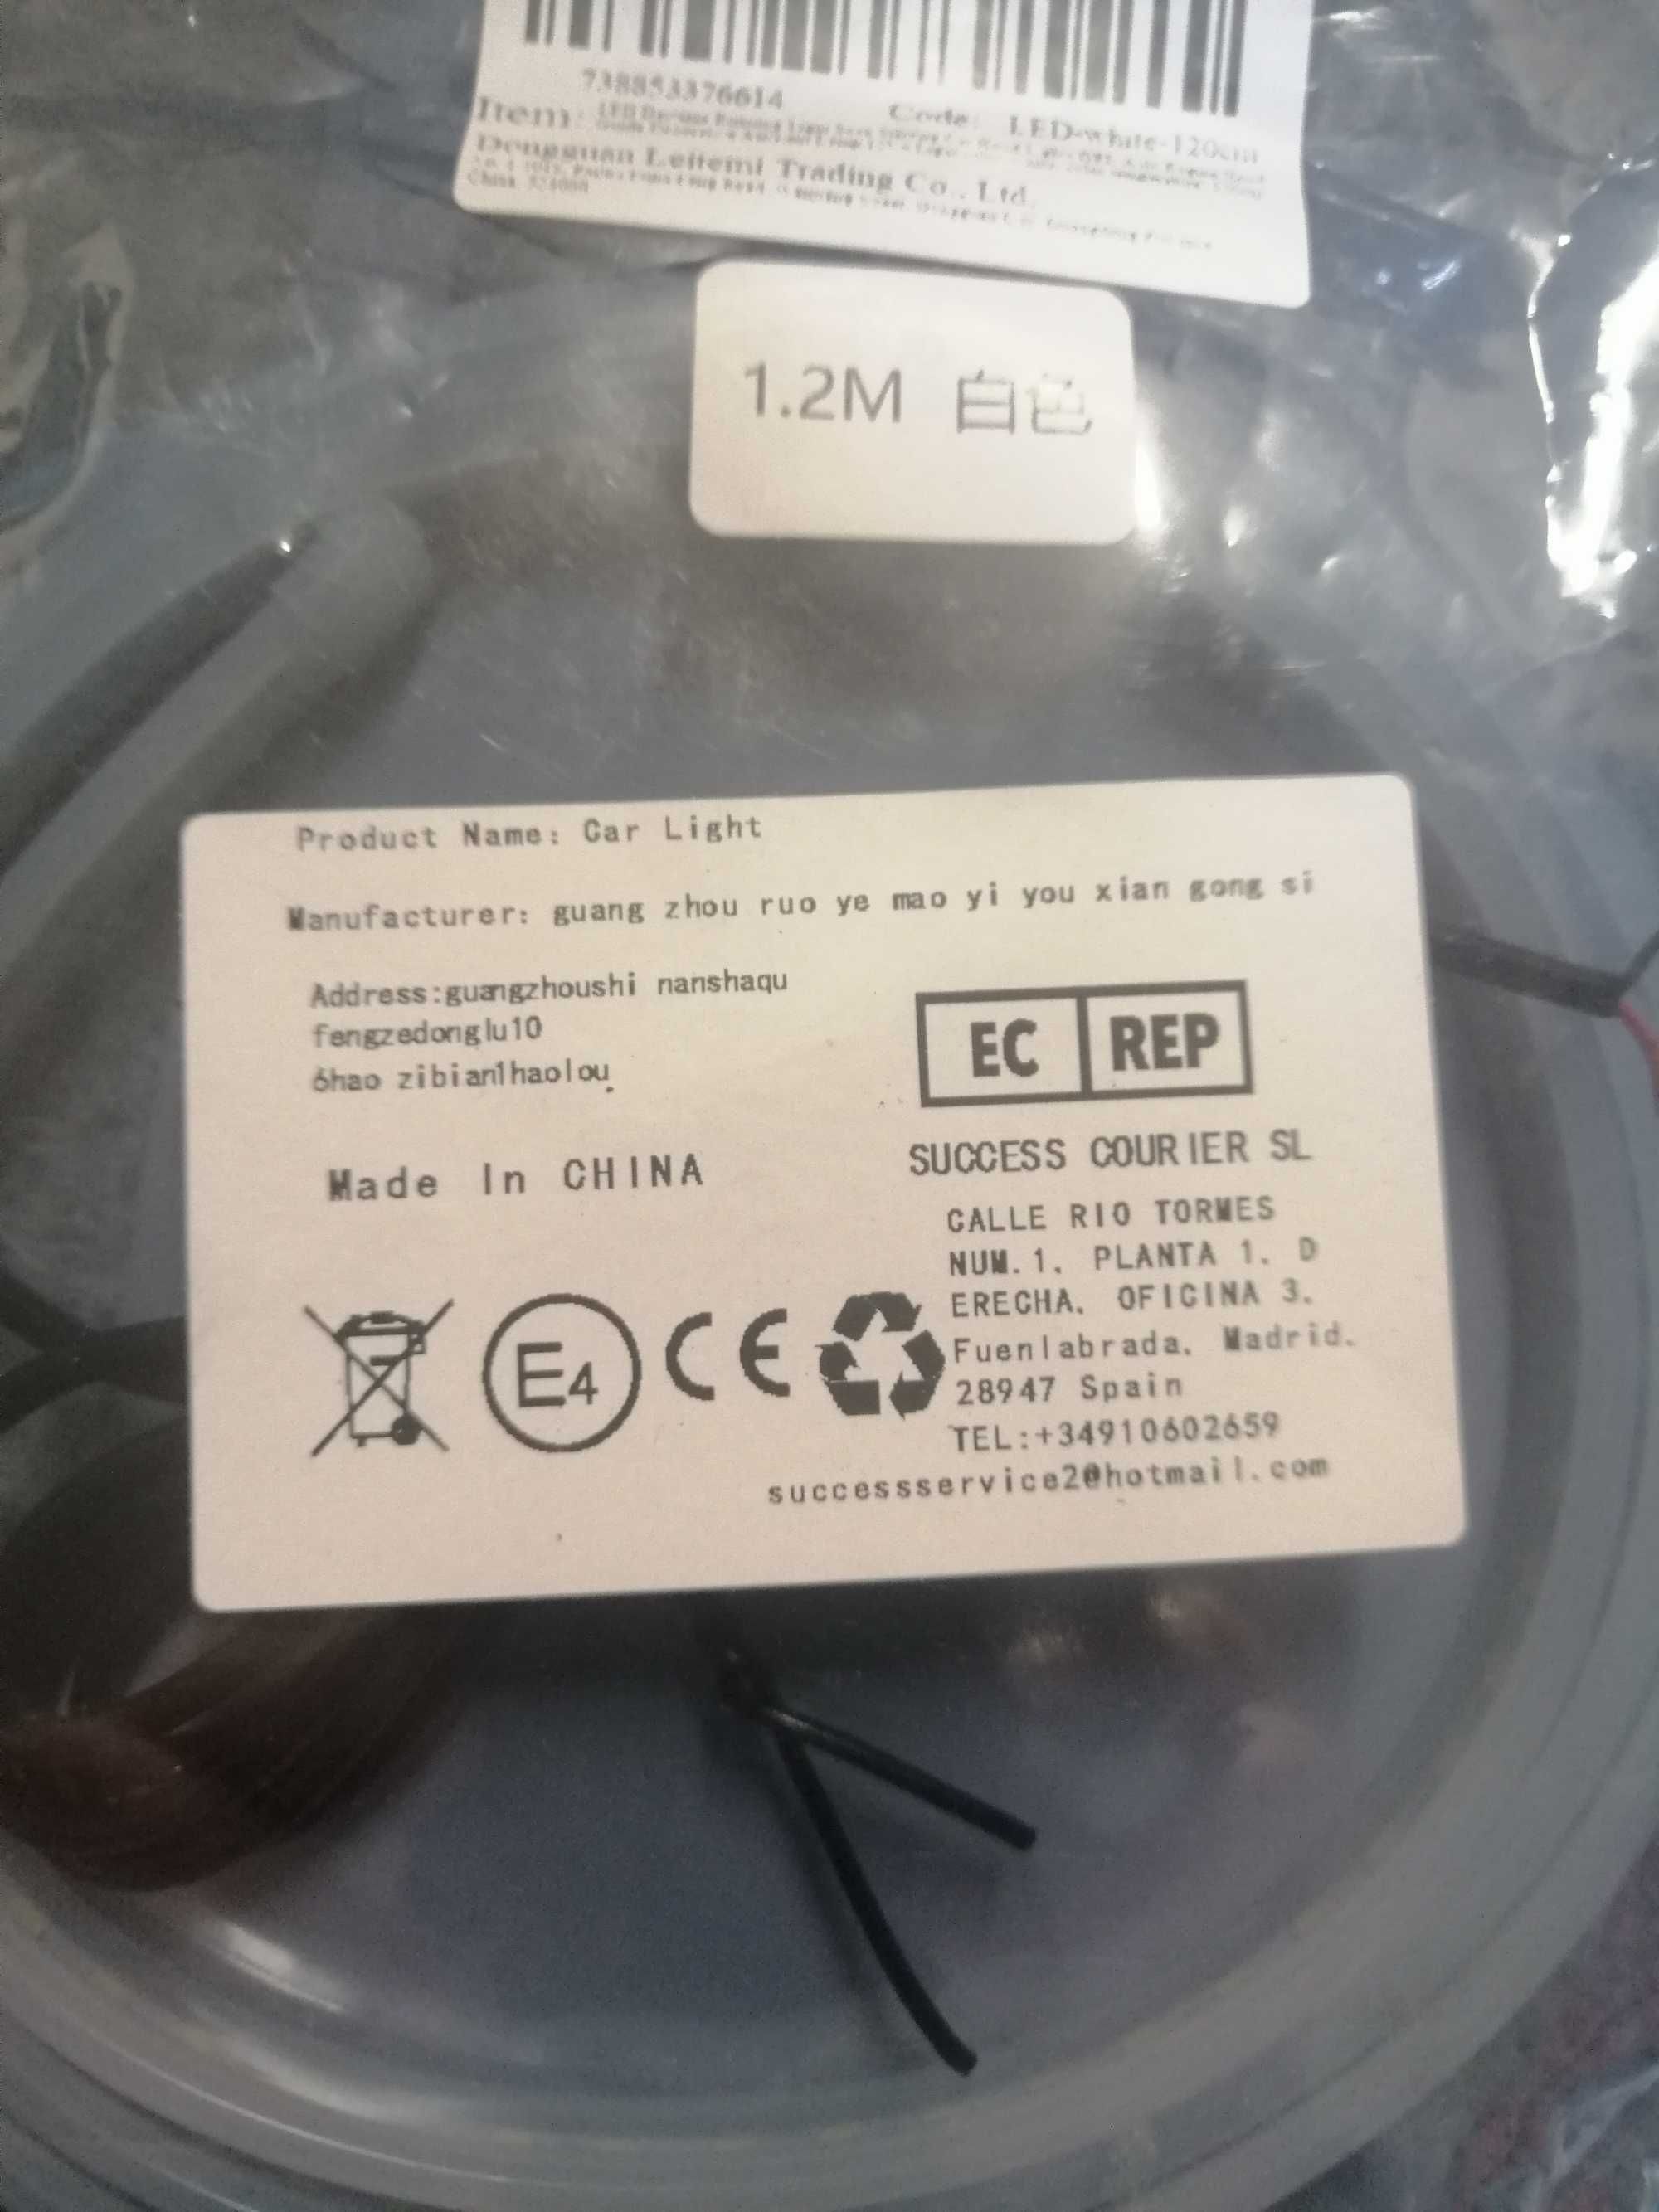 738853376614
Code: LED-white-120cm
Item: LED
Dongguan Leitemi Trading Co., Ltd.
China
1.2M 白色
Product Name: Car Light
Manufacturer: guang zhou ruo ye mao yi you xian gong si
Address:guangzhoushi nanshaqu
fengzedonglu10
6hao zibian1haolou
EC REP
Made In CHINA
SUCCESS COURIER SL
CALLE RIO TORMES
NUM.1, PLANTA 1, D
ERECHA, OFICINA 3,
Fuenlabrada, Madrid,
28947 Spain
TEL:+34910602659
successservice2@hotmail.com
E4
CE